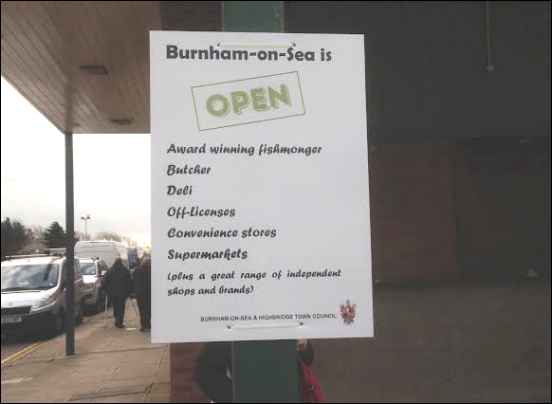 Burnham-on-Sea is
OPEN
Award winning fishmonger
Butcher
Deli
Off-Licenses
Convenience stores
Supermarkets
(plus a great range of independent
shops and brands)
BURNHAM-ON-SEA & HIGHBRIDGE TOWN COUNCIL